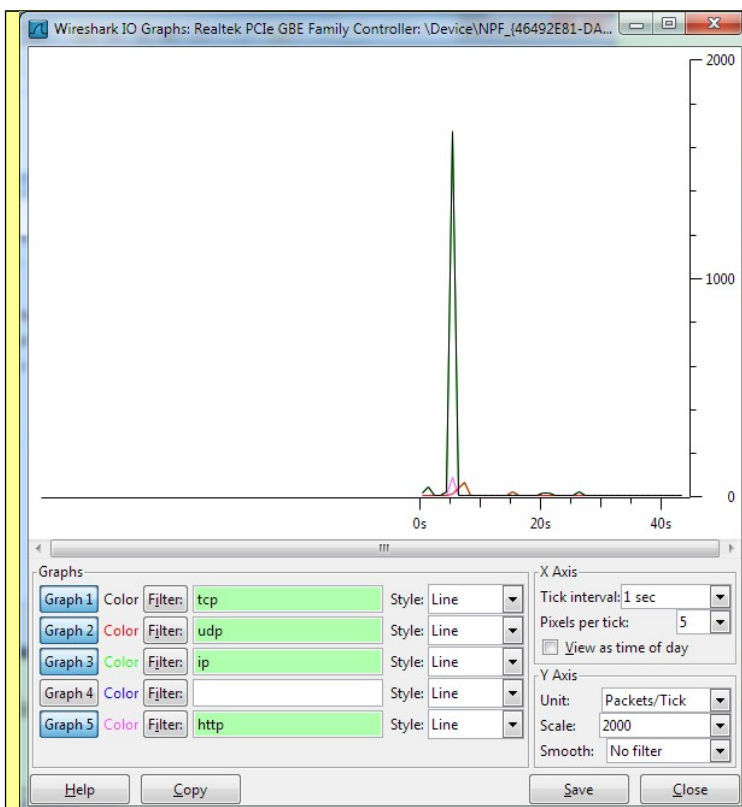 Wireshark IO Graphs: Realtek PCIe GBE Family Controller: \Device\NPF_{46492E81-DA...
2000
1000
0
0s 20s 40s
Graphs
Graph 1 Color Filter: tcp Style: Line
Graph 2 Color Filter: udp Style: Line
Graph 3 Color Filter: ip Style: Line
Graph 4 Color Filter: Style: Line
Graph 5 Color Filter: http Style: Line
X Axis
Tick interval: 1 sec
Pixels per tick: 5
View as time of day
Y Axis
Unit: Packets/Tick
Scale: 2000
Smooth: No filter
Help Copy Save Close